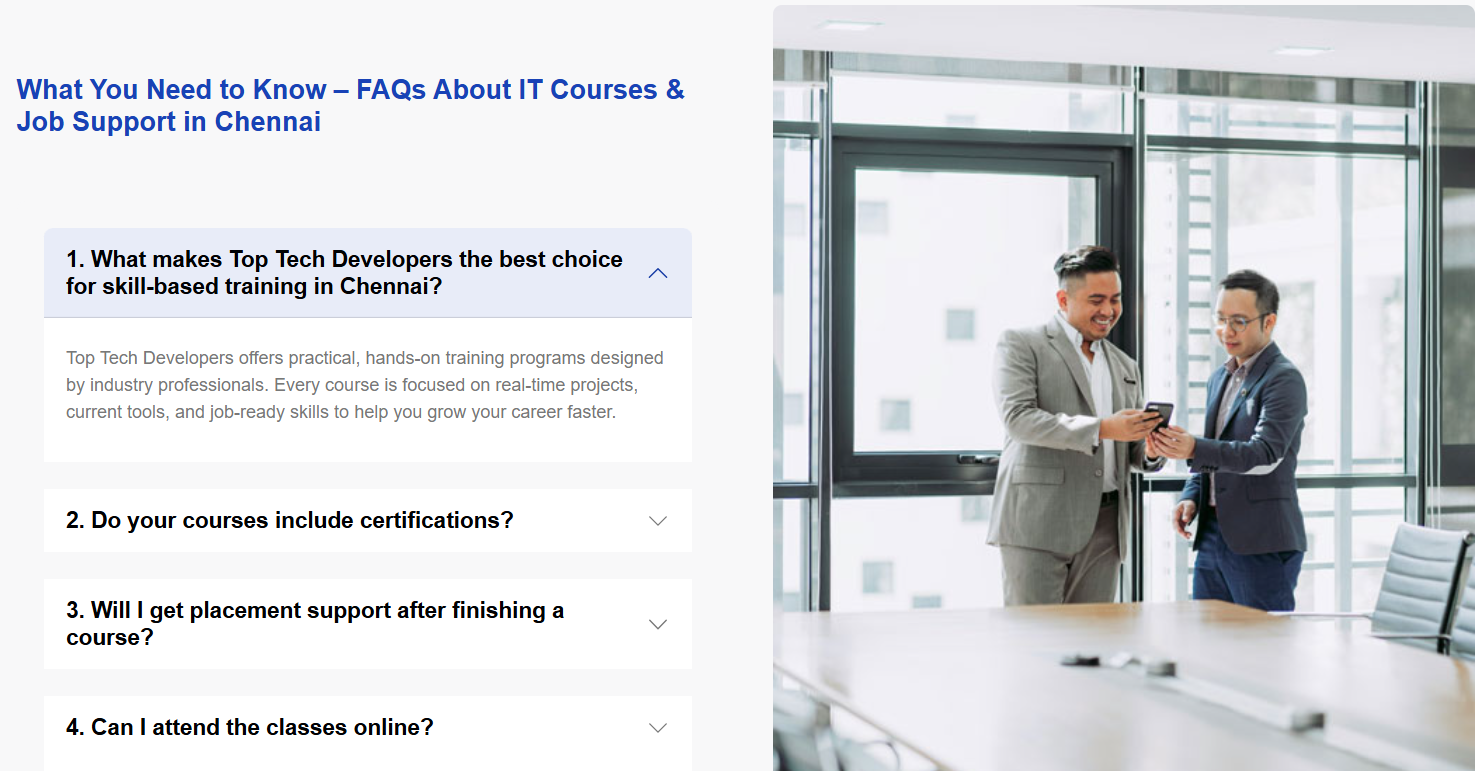 What You Need to Know – FAQs About IT Courses &
Job Support in Chennai
1. What makes Top Tech Developers the best choice
for skill-based training in Chennai?
Top Tech Developers offers practical, hands-on training programs designed
by industry professionals. Every course is focused on real-time projects,
current tools, and job-ready skills to help you grow your career faster.
2. Do your courses include certifications?
3. Will I get placement support after finishing a
course?
4. Can I attend the classes online?